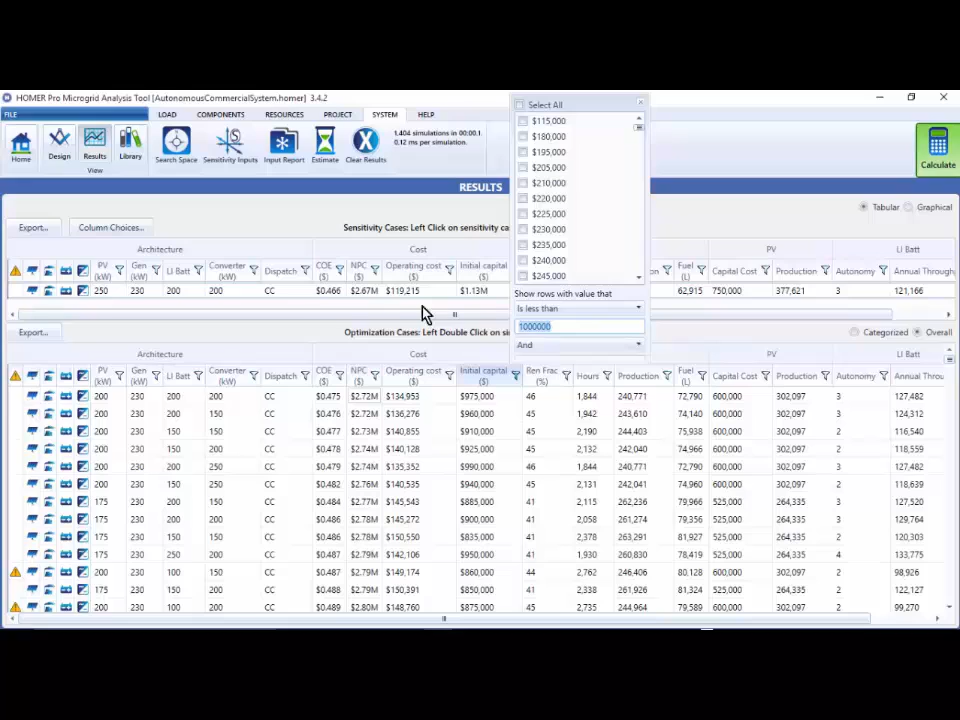 HOMER Pro Microgrid Analysis Tool [AutonomousCommercialSystem.homer] 3.4.2
FILE LOAD COMPONENTS RESOURCES PROJECT SYSTEM HELP
Home Design Results Library Search Space Sensitivity Inputs Input Report Estimate Clear Results
View
1,404 simulations in 00:00:1.
0.12 ms per simulation.
Calculate
RESULTS
Tabular Graphical
Export... Column Choices... Sensitivity Cases: Left Click on sensitivity ca
Architecture Cost PV LI Batt
PV (kW) Gen (kW) LI Batt Converter (kW) Dispatch COE ($) NPC ($) Operating cost ($) Initial capital ($) on Fuel (L) Capital Cost Production Autonomy Annual Through
250 230 200 200 CC $0.466 $2.67M $119,215 $1.13M 62,915 750,000 377,621 3 121,166
Select All
$115,000
$180,000
$195,000
$205,000
$210,000
$220,000
$225,000
$230,000
$235,000
$240,000
$245,000
Show rows with value that
Is less than
1000000
And
Export... Optimization Cases: Left Double Click on si Categorized Overall
Architecture Cost PV LI Batt
PV (kW) Gen (kW) LI Batt Converter (kW) Dispatch COE ($) NPC ($) Operating cost ($) Initial capital ($) Ren Frac (%) Hours Production Fuel (L) Capital Cost Production Autonomy Annual Throu
200 230 200 200 CC $0.475 $2.72M $134,953 $975,000 46 1,844 240,771 72,790 600,000 302,097 3 127,482
200 230 200 150 CC $0.476 $2.72M $136,276 $960,000 45 1,942 243,610 74,140 600,000 302,097 3 124,312
200 230 150 150 CC $0.477 $2.73M $140,855 $910,000 45 2,190 244,403 75,938 600,000 302,097 2 116,540
200 230 150 200 CC $0.478 $2.74M $140,128 $925,000 45 2,132 242,040 74,966 600,000 302,097 2 118,559
200 230 200 250 CC $0.479 $2.74M $135,352 $990,000 46 1,844 240,771 72,790 600,000 302,097 3 127,482
200 230 150 250 CC $0.482 $2.76M $140,535 $940,000 45 2,131 242,041 74,960 600,000 302,097 2 118,639
175 230 200 150 CC $0.484 $2.77M $145,543 $885,000 41 2,115 262,236 79,966 525,000 264,335 3 127,520
175 230 200 200 CC $0.486 $2.78M $145,272 $900,000 41 2,058 261,274 79,356 525,000 264,335 3 129,764
175 230 150 150 CC $0.486 $2.78M $150,550 $835,000 41 2,378 263,291 81,927 525,000 264,335 2 120,303
175 230 250 200 CC $0.487 $2.79M $142,106 $950,000 41 1,930 260,830 78,419 525,000 264,335 4 133,775
200 230 100 150 CC $0.487 $2.79M $149,174 $860,000 44 2,762 246,406 80,128 600,000 302,097 2 98,926
175 230 150 200 CC $0.488 $2.79M $150,391 $850,000 41 2,338 261,926 81,324 525,000 264,335 2 122,127
200 230 100 200 CC $0.489 $2.80M $148,760 $875,000 45 2,735 244,964 79,589 600,000 302,097 2 99,270